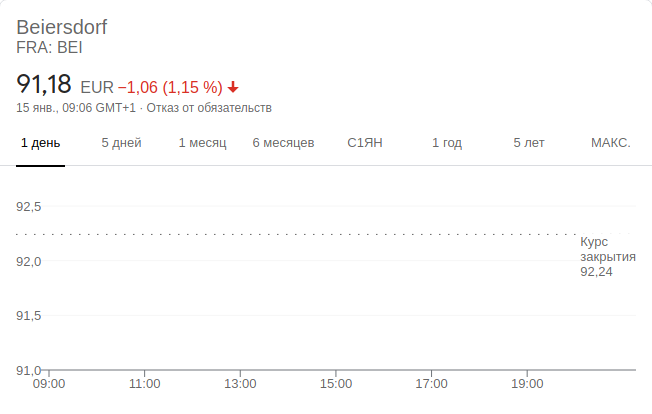 Beiersdorf
FRA: BEI
91,18 EUR −1,06 (1,15 %)
15 янв., 09:06 GMT+1 · Отказ от обязательств
1 день 5 дней 1 месяц 6 месяцев С1ЯН 1 год 5 лет МАКС.
92,5
Курс
закрытия
92,24
92,0
91,5
91,0
09:00 11:00 13:00 15:00 17:00 19:00